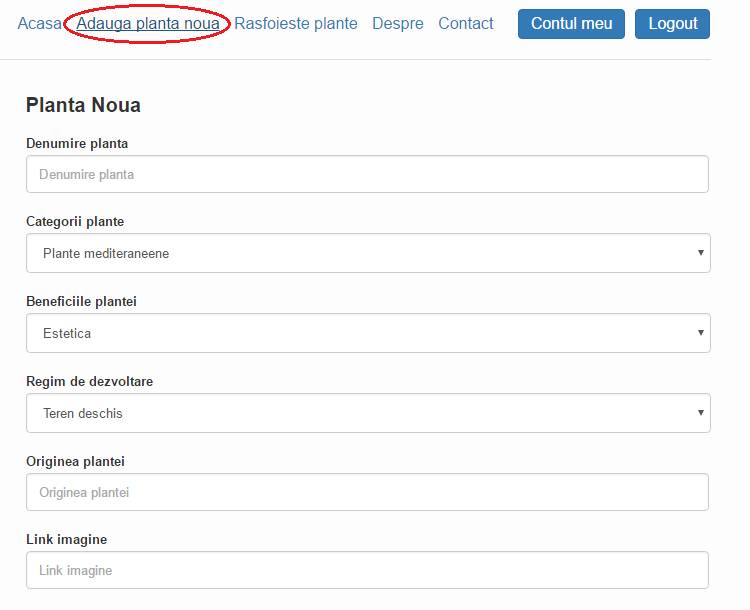 Acasa Adauga planta noua Rasfoieste plante Despre Contact Contul meu Logout
Planta Noua
Denumire planta
Denumire planta
Categorii plante
Plante mediteraneene
Beneficiile plantei
Estetica
Regim de dezvoltare
Teren deschis
Originea plantei
Originea plantei
Link imagine
Link imagine